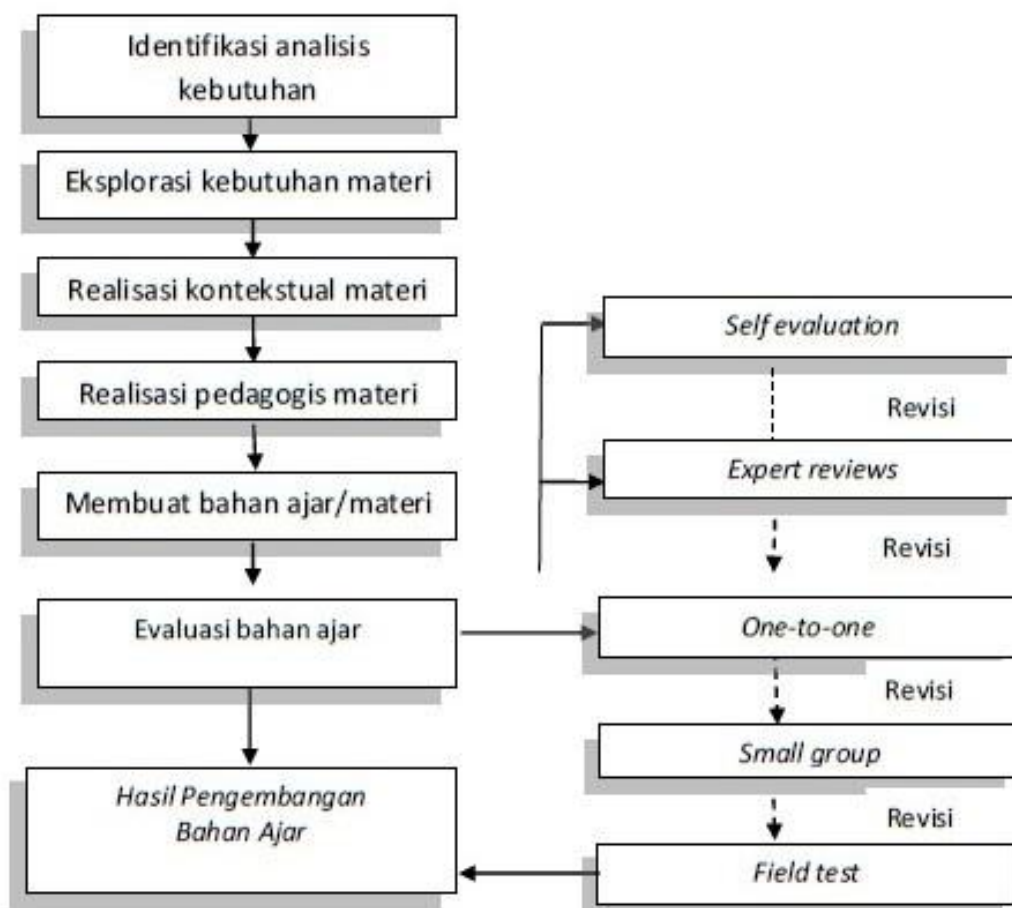 Identifikasi analisis
kebutuhan
Eksplorasi kebutuhan materi
Realisasi kontekstual materi
Realisasi pedagogis materi
Membuat bahan ajar/materi
Evaluasi bahan ajar
Hasil Pengembangan
Bahan Ajar
Self evaluation
Revisi
Expert reviews
Revisi
One-to-one
Revisi
Small group
Revisi
Field test